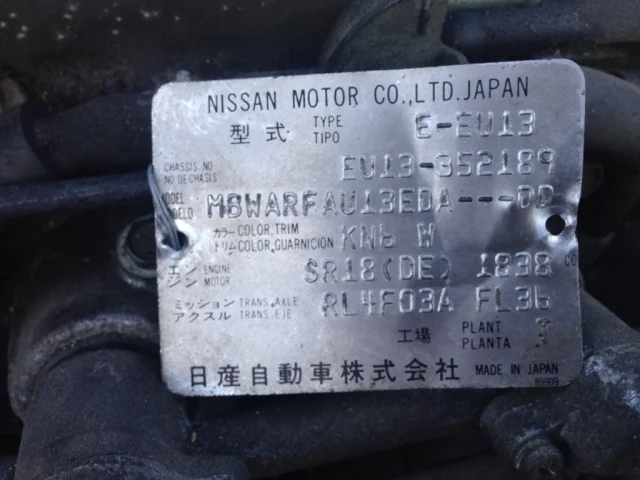 NISSAN MOTOR CO.,LTD.JAPAN
型式 TYPE TIPO E-EU13
CHASSIS NO NO DE CHASIS EU13-352189
MODEL MODELO MBWARFAU13EDA---DD
カラー COLOR, TRIM
トリム COLOR, GUARNICION KN6 W
エンジン ENGINE MOTOR SR18(DE) 1838 CC
ミッション TRANS. AXLE
アクスル TRANS. EJE RL4F03A FL36
工場 PLANT PLANTA
日産自動車株式会社 MADE IN JAPAN
89909